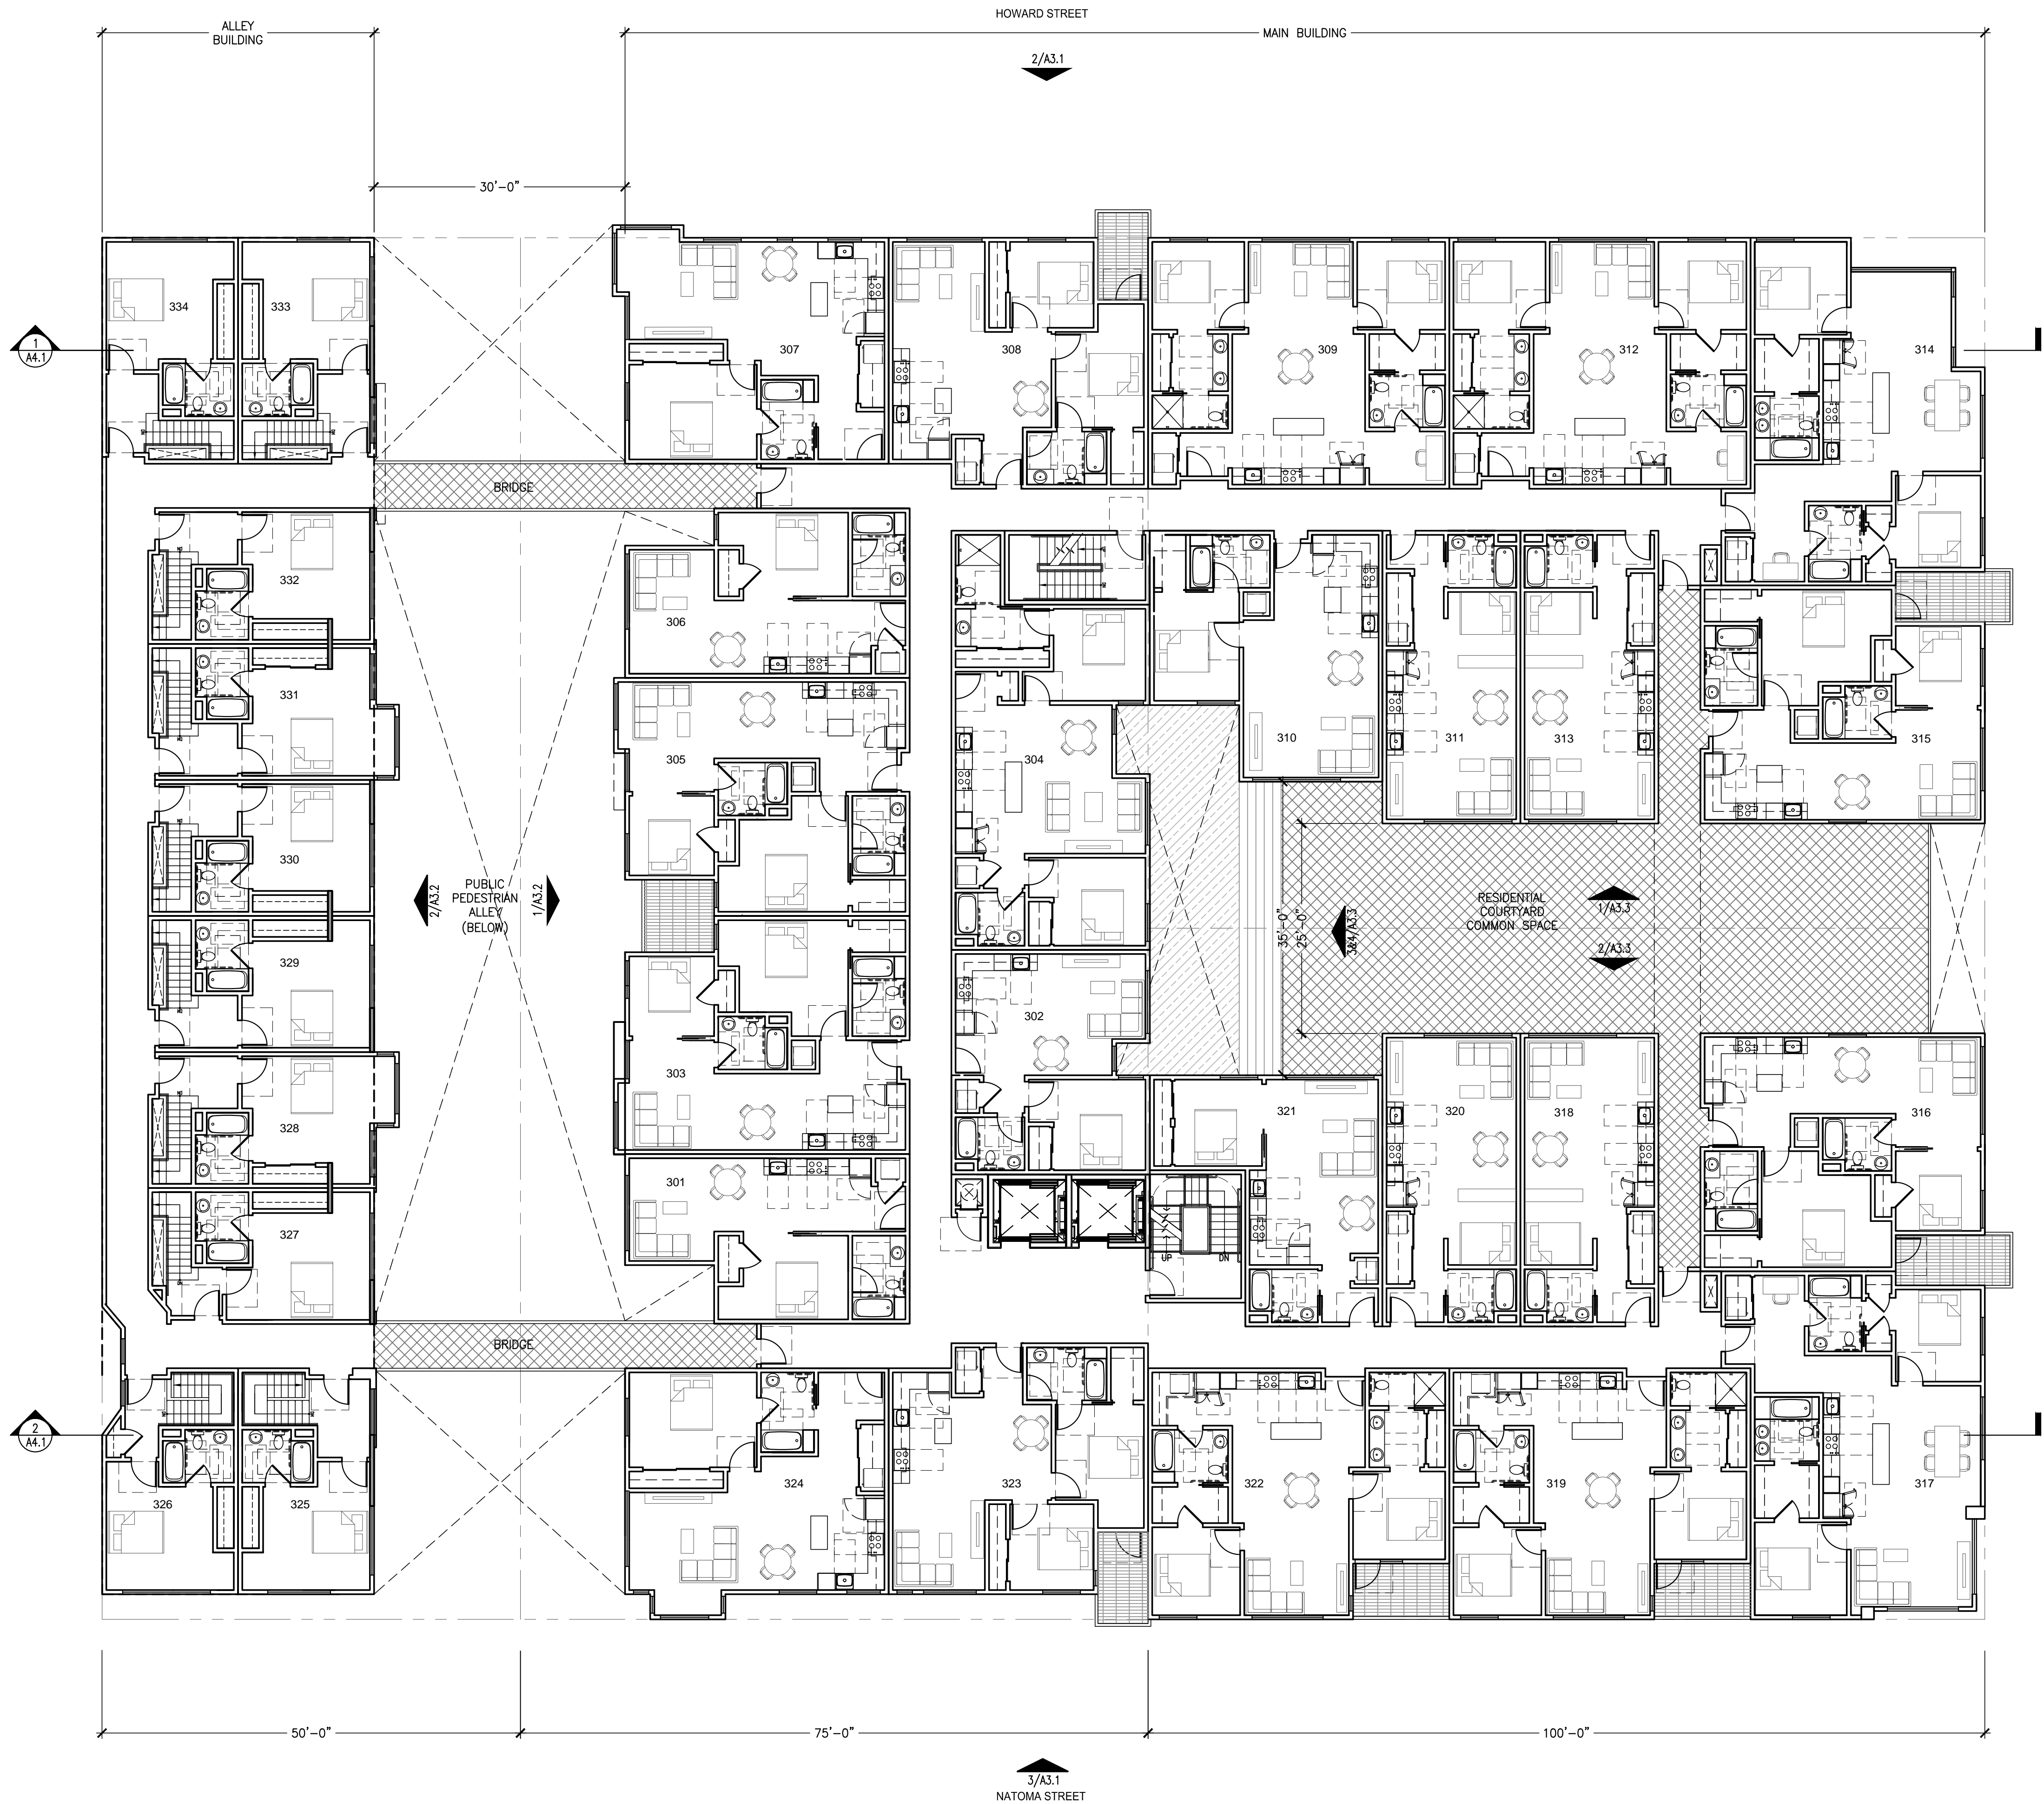 HOWARD STREET
ALLEY
BUILDING
MAIN BUILDING
2/A3.1
30'-0"
334
333
307
308
309
312
314
1
A4.1
BRIDGE
332
306
331
305
304
310
311
313
315
330
2/A3.2
PUBLIC
PEDESTRIAN
ALLEY
(BELOW)
1/A3.2
35'-0"
25'-0"
3&4/A3.3
RESIDENTIAL
COURTYARD
COMMON SPACE
1/A3.3
2/A3.3
329
302
328
303
321
320
318
316
301
327
UP
DN
BRIDGE
2
A4.1
326
325
324
323
322
319
317
50'-0"
75'-0"
100'-0"
3/A3.1
NATOMA STREET